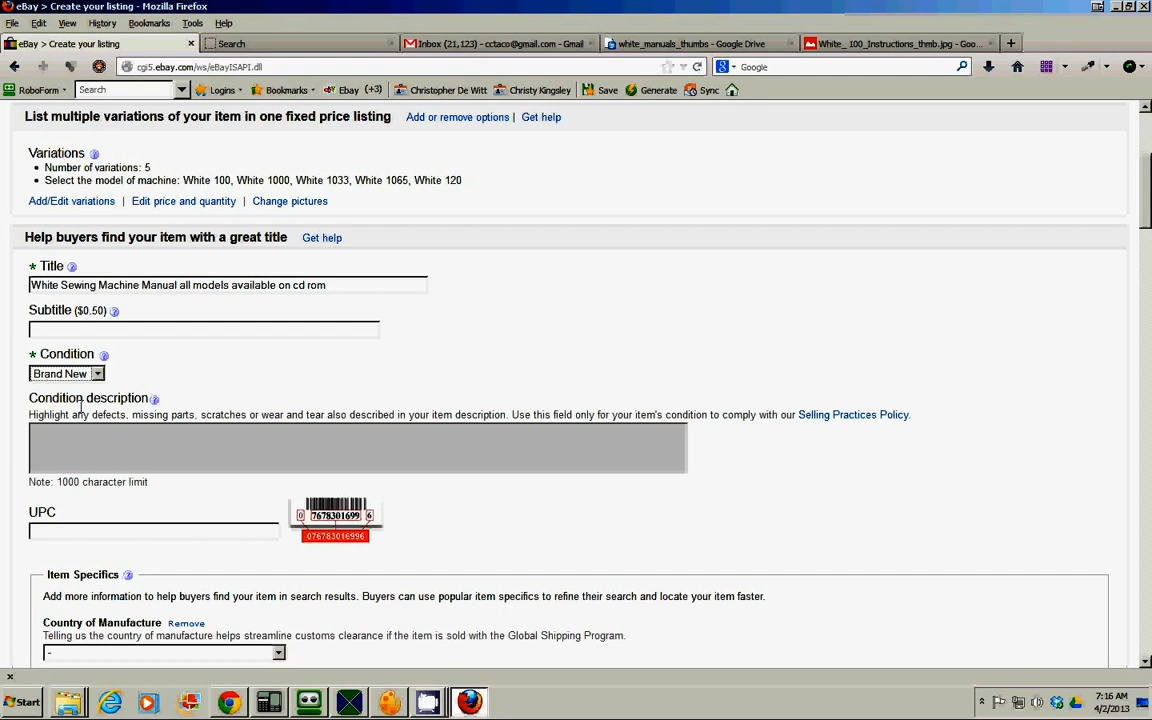 eBay > Create your listing - Mozilla Firefox
File Edit View History Bookmarks Tools Help
eBay > Create your listing Search Inbox (21,123) - cctaco@gmail.com - Gmail white_manuals_thumbs - Google Drive White_ 100_Instructions_thmb.jpg - Goo...
cgi5.ebay.com/ws/eBayISAPI.dll Google
RoboForm Search Logins Bookmarks Ebay (+3) Christopher De Witt Christy Kingsley Save Generate Sync
List multiple variations of your item in one fixed price listing Add or remove options | Get help
Variations
• Number of variations: 5
• Select the model of machine: White 100, White 1000, White 1033, White 1065, White 120
Add/Edit variations | Edit price and quantity | Change pictures
Help buyers find your item with a great title Get help
* Title
White Sewing Machine Manual all models available on cd rom
Subtitle ($0.50)
* Condition
Brand New
Condition description
Highlight any defects, missing parts, scratches or wear and tear also described in your item description. Use this field only for your item's condition to comply with our Selling Practices Policy.
Note: 1000 character limit
UPC
0 7678301699 6
076783016996
Item Specifics
Add more information to help buyers find your item in search results. Buyers can use popular item specifics to refine their search and locate your item faster.
Country of Manufacture Remove
Telling us the country of manufacture helps streamline customs clearance if the item is sold with the Global Shipping Program.
-
Start
7:16 AM
4/2/2013